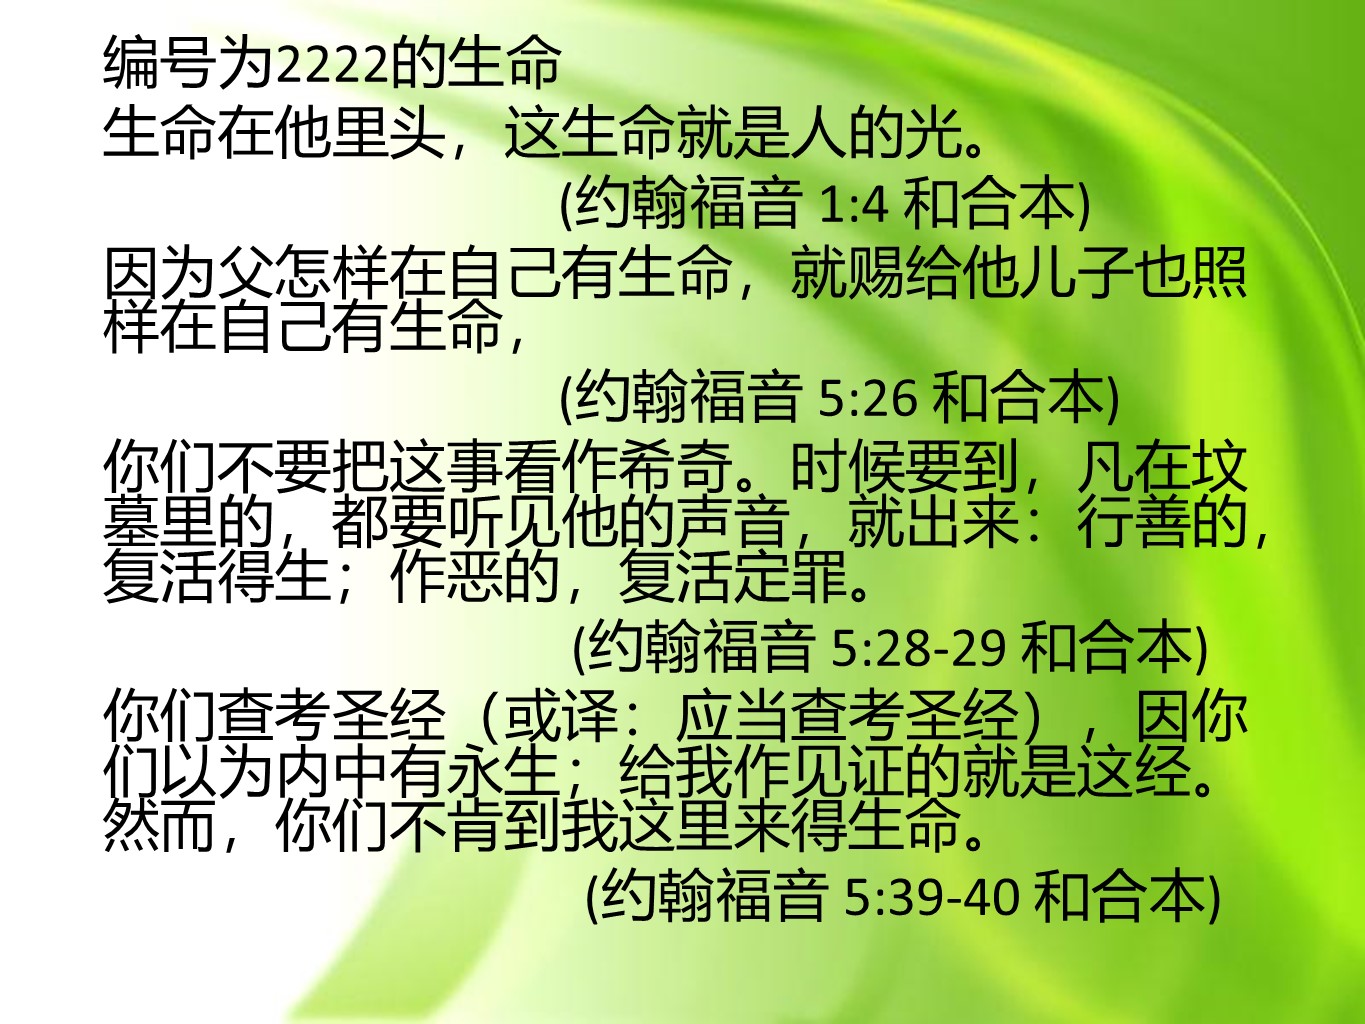 编号为2222的生命
生命在他里头，这生命就是人的光。
(约翰福音 1:4 和合本)
因为父怎样在自己有生命，就赐给他儿子也照
样在自己有生命，
(约翰福音 5:26 和合本)
你们不要把这事看作希奇。时候要到，凡在坟
墓里的，都要听见他的声音，就出来：行善的，
复活得生；作恶的，复活定罪。
(约翰福音 5:28-29 和合本)
你们查考圣经（或译：应当查考圣经），因你
们以为内中有永生；给我作见证的就是这经。
然而，你们不肯到我这里来得生命。
(约翰福音 5:39-40 和合本)